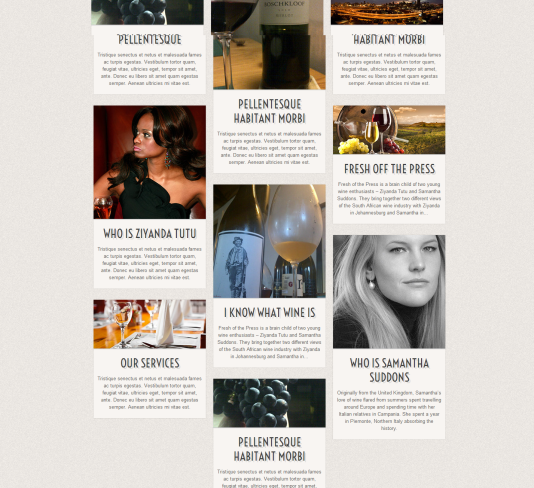 PELLENTESQUE
Tristique senectus et netus et malesuada fames
ac turpis egestas. Vestibulum tortor quam,
feugiat vitae, ultricies eget, tempor sit amet,
ante. Donec eu libero sit amet quam egestas
semper. Aenean ultricies mi vitae est.
WHO IS ZIYANDA TUTU
Tristique senectus et netus et malesuada fames
ac turpis egestas. Vestibulum tortor quam,
feugiat vitae, ultricies eget, tempor sit amet,
ante. Donec eu libero sit amet quam egestas
semper. Aenean ultricies mi vitae est.
OUR SERVICES
Tristique senectus et netus et malesuada fames
ac turpis egestas. Vestibulum tortor quam,
feugiat vitae, ultricies eget, tempor sit amet,
ante. Donec eu libero sit amet quam egestas
semper. Aenean ultricies mi vitae est.
PELLENTESQUE
HABITANT MORBI
Tristique senectus et netus et malesuada fames
ac turpis egestas. Vestibulum tortor quam,
feugiat vitae, ultricies eget, tempor sit amet,
ante. Donec eu libero sit amet quam egestas
semper. Aenean ultricies mi vitae est.
I KNOW WHAT WINE IS
Fresh of the Press is a brain child of two young
wine enthusiasts – Ziyanda Tutu and Samantha
Suddons. They bring together two different views
of the South African wine industry with Ziyanda
in Johannesburg and Samantha in...
PELLENTESQUE
HABITANT MORBI
Tristique senectus et netus et malesuada fames
ac turpis egestas. Vestibulum tortor quam,
HABITANT MORBI
Tristique senectus et netus et malesuada fames
ac turpis egestas. Vestibulum tortor quam,
feugiat vitae, ultricies eget, tempor sit amet,
ante. Donec eu libero sit amet quam egestas
semper. Aenean ultricies mi vitae est.
FRESH OFF THE PRESS
Fresh of the Press is a brain child of two young
wine enthusiasts – Ziyanda Tutu and Samantha
Suddons. They bring together two different views
of the South African wine industry with Ziyanda
in Johannesburg and Samantha in...
WHO IS SAMANTHA
SUDDONS
Originally from the United Kingdom, Samantha's
love of wine flared from summers spent travelling
around Europe and spending time with her
Italian relatives in Campania. She spent a year
in Piemonte, Northern Italy absorbing the
history.